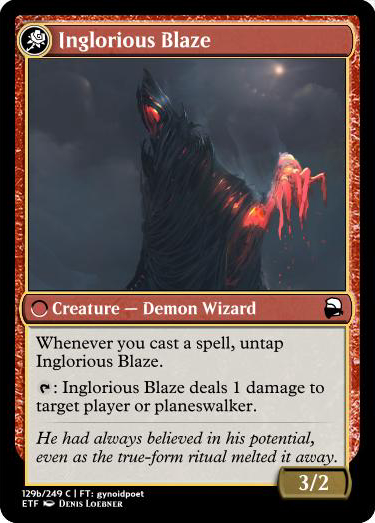 Inglorious Blaze
Creature — Demon Wizard
Whenever you cast a spell, untap
Inglorious Blaze.
: Inglorious Blaze deals 1 damage to
target player or planeswalker.
He had always believed in his potential,
even as the true-form ritual melted it away.
3/2
129b/249 C | FT: gynoidpoet
ETF Denis Loebner